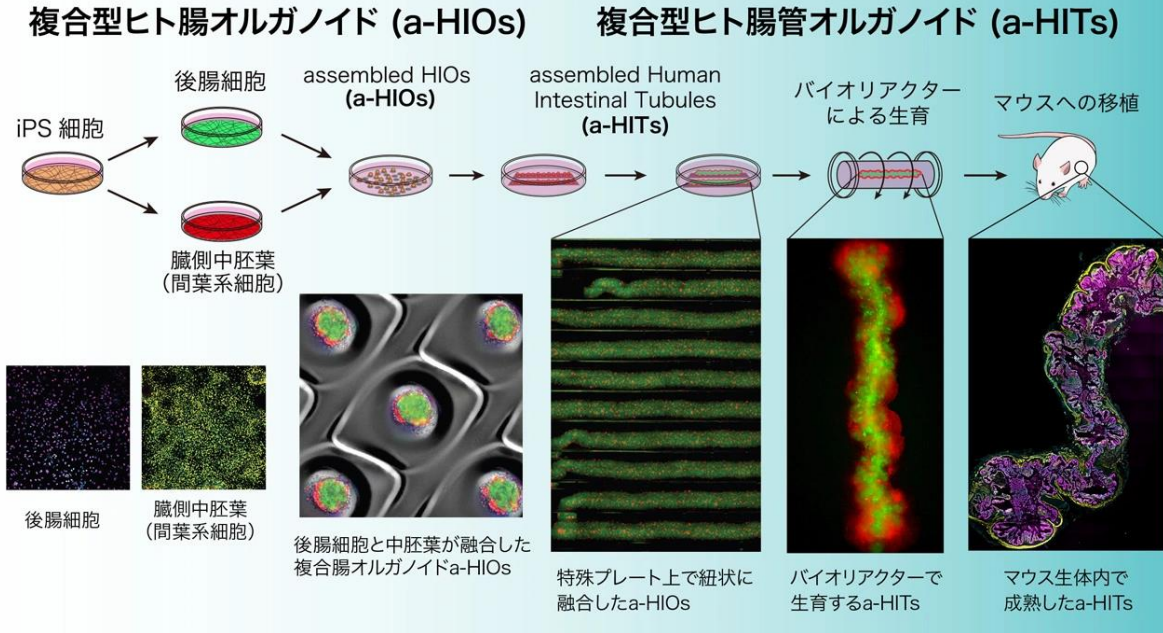 複合型ヒト腸オルガノイド (a-HIOs)
複合型ヒト腸管オルガノイド (a-HITs)
iPS 細胞
後腸細胞
臓側中胚葉
（間葉系細胞）
assembled HIOs
(a-HIOs)
assembled Human
Intestinal Tubules
(a-HITs)
バイオリアクター
による生育
マウスへの移植
後腸細胞
臓側中胚葉
（間葉系細胞）
後腸細胞と中胚葉が融合した
複合腸オルガノイドa-HIOs
特殊プレート上で紐状に
融合したa-HIOs
バイオリアクターで
生育するa-HITs
マウス生体内で
成熟したa-HITs